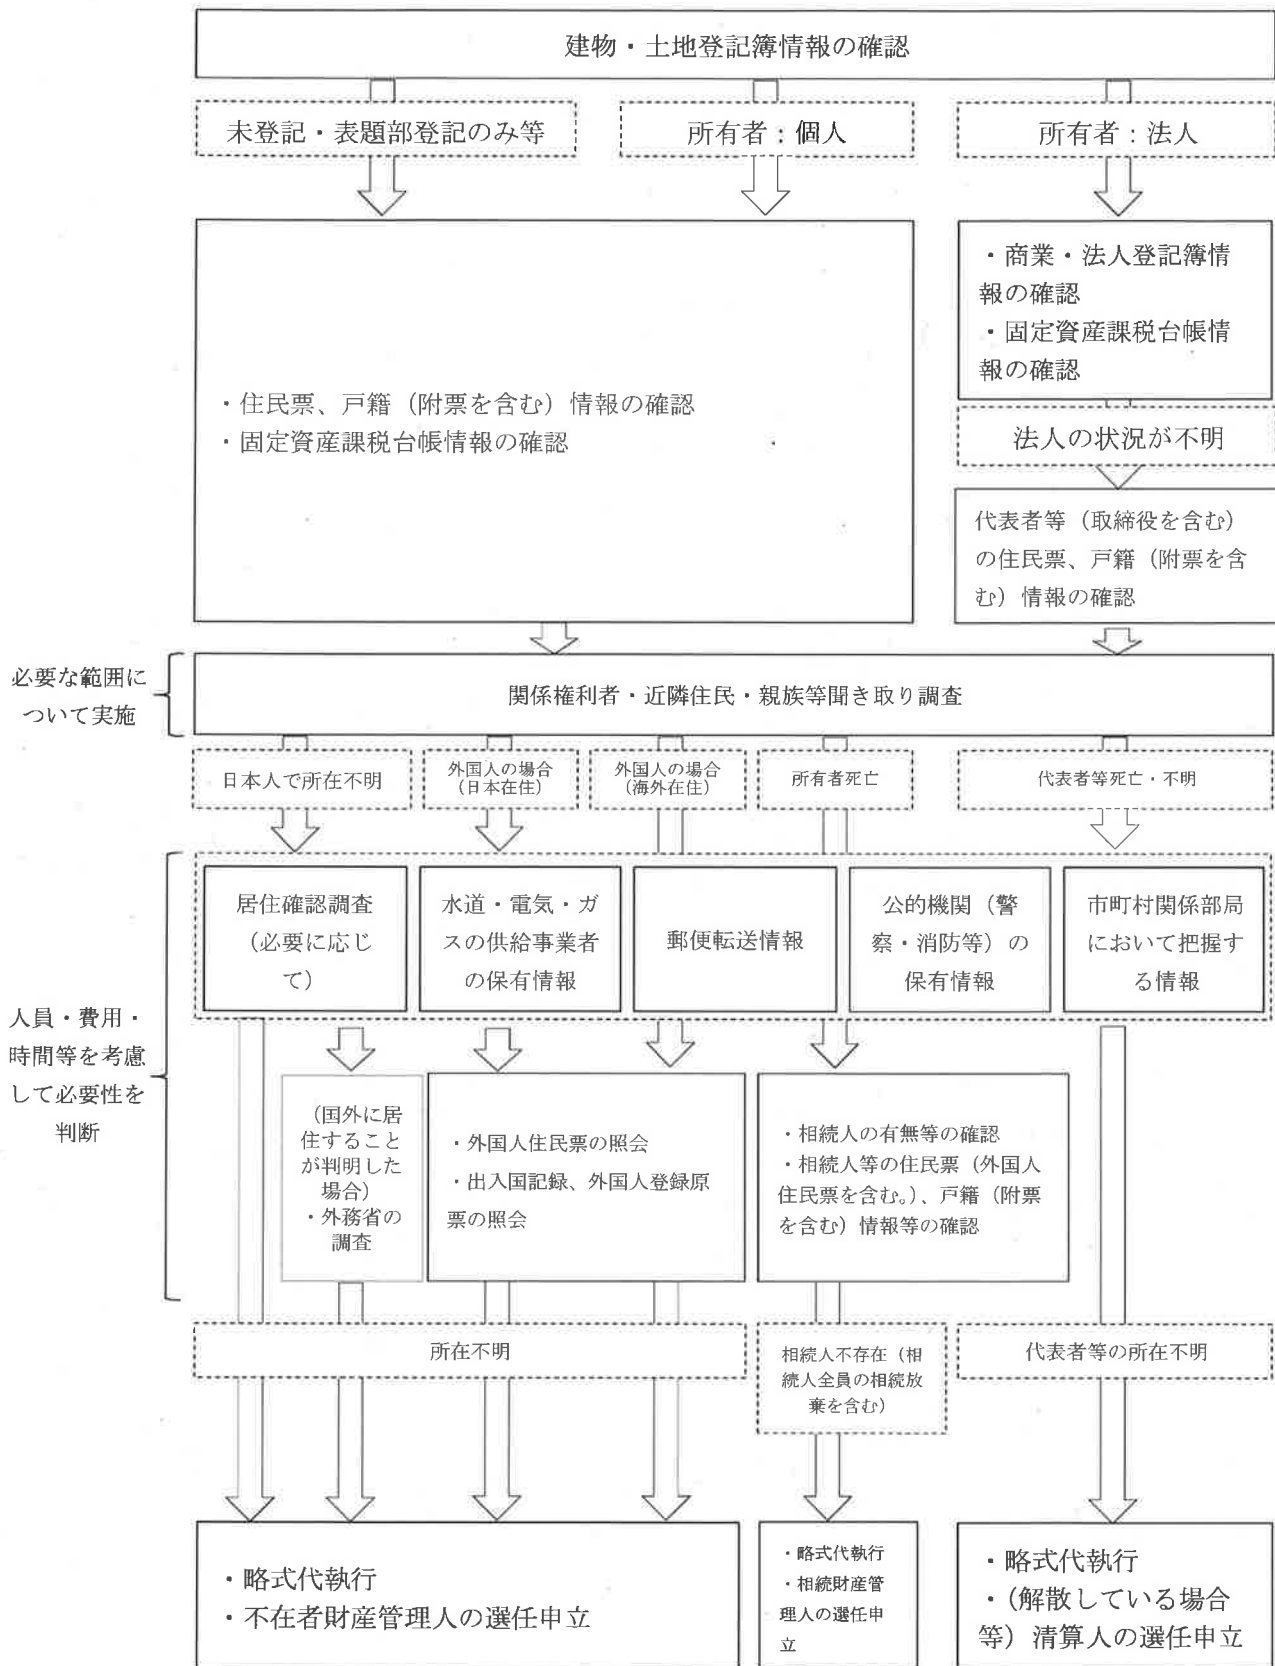 建物・土地登記簿情報の確認
未登記・表題部登記のみ等
所有者：個人
所有者：法人
・住民票、戸籍（附票を含む）情報の確認
・固定資産課税台帳情報の確認
・商業・法人登記簿情
報の確認
・固定資産課税台帳情
報の確認
法人の状況が不明
代表者等（取締役を含む）
の住民票、戸籍（附票を含
む）情報の確認
必要な範囲に
ついて実施
関係権利者・近隣住民・親族等聞き取り調査
日本人で所在不明
外国人の場合
（日本在住）
外国人の場合
（海外在住）
所有者死亡
代表者等死亡・不明
人員・費用・
時間等を考慮
して必要性を
判断
居住確認調査
（必要に応じ
て）
水道・電気・ガ
スの供給事業者
の保有情報
郵便転送情報
公的機関（警
察・消防等）の
保有情報
市町村関係部局
において把握す
る情報
（国外に居
住すること
が判明した
場合）
・外務省の
調査
・外国人住民票の照会
・出入国記録、外国人登録原
票の照会
・相続人の有無等の確認
・相続人等の住民票（外国人
住民票を含む。）、戸籍（附票
を含む）情報等の確認
所在不明
相続人不存在（相
続人全員の相続放
棄を含む）
代表者等の所在不明
・略式代執行
・不在者財産管理人の選任申立
・略式代執行
・相続財産管
理人の選任申
立
・略式代執行
・（解散している場合
等）清算人の選任申立